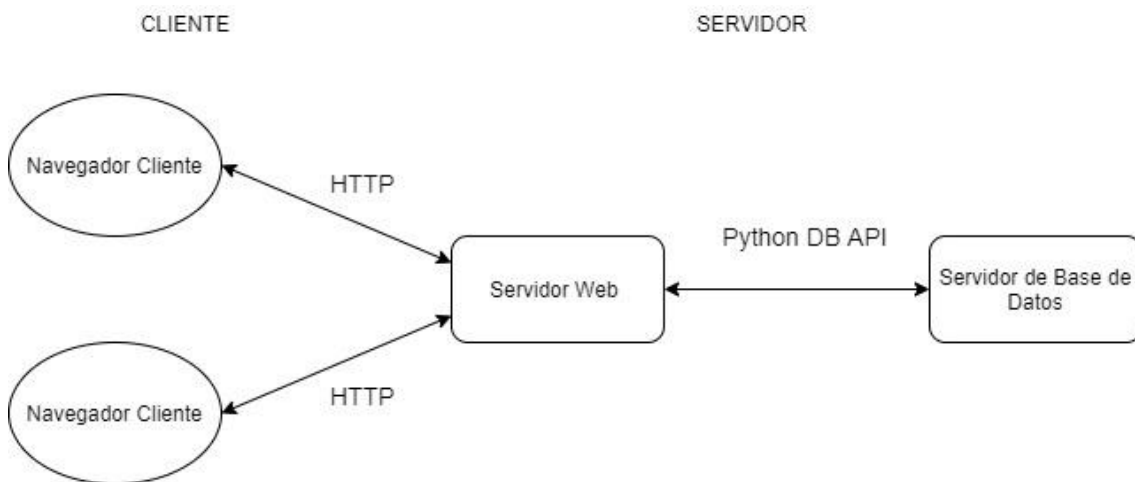 CLIENTE
SERVIDOR
Navegador Cliente
HTTP
Python DB API
Servidor Web
Servidor de Base de
Datos
HTTP
Navegador Cliente